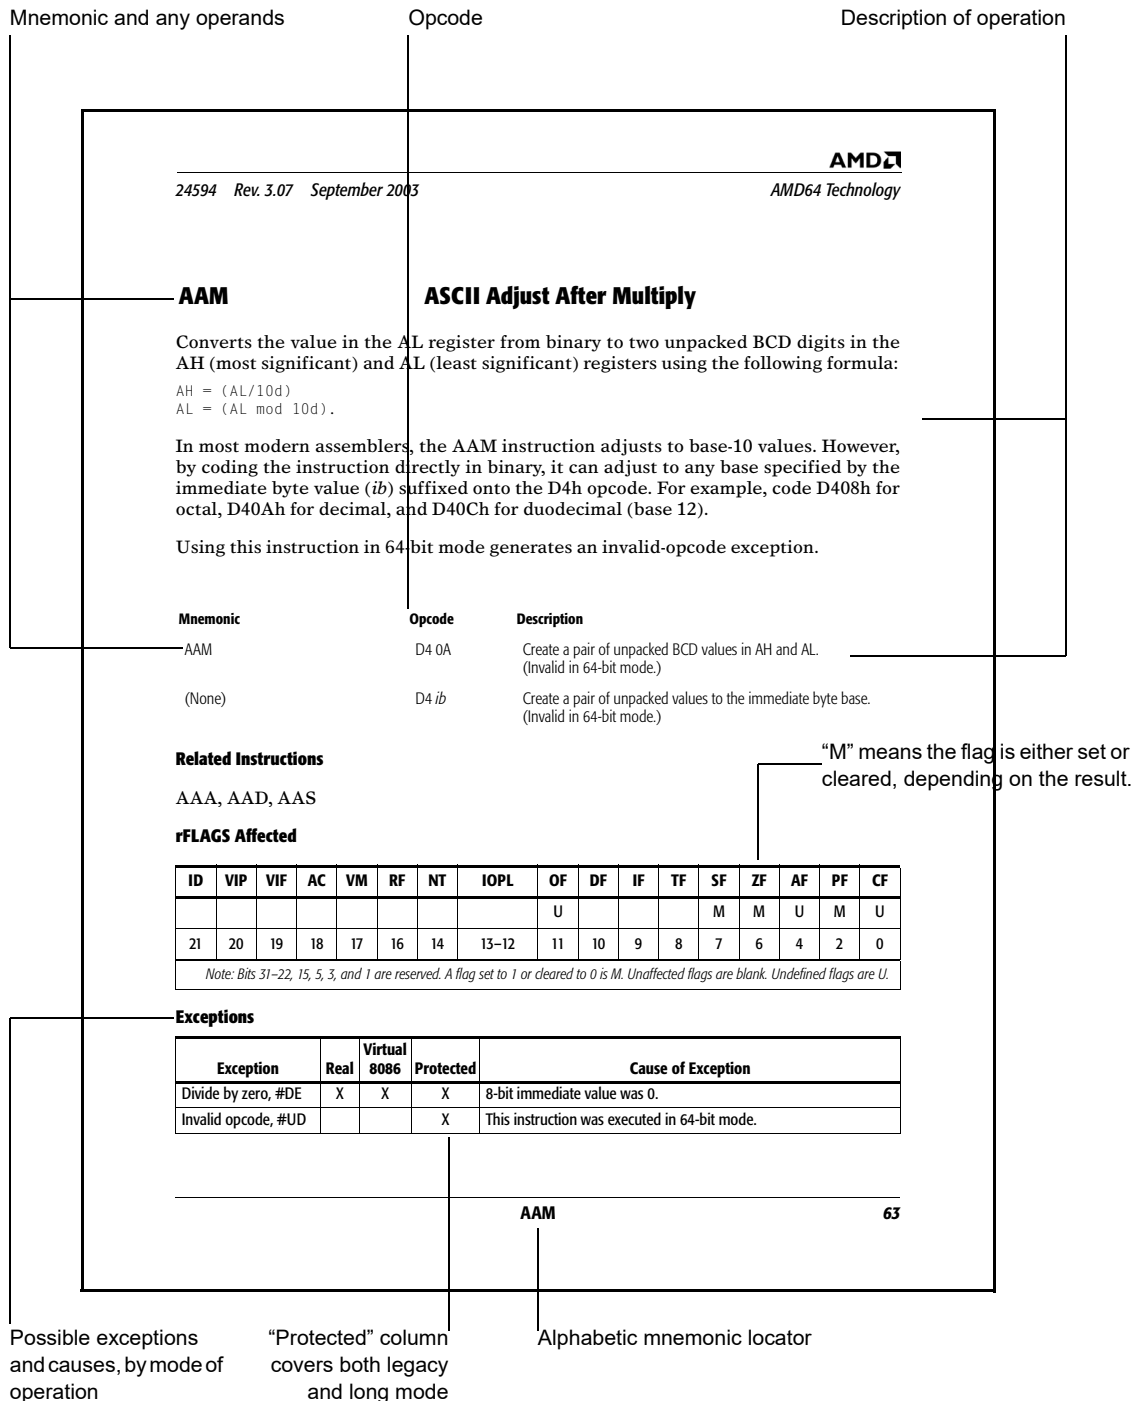 Mnemonic and any operands Opcode Description of operation
AMD
24594 Rev. 3.07 September 2003 AMD64 Technology
AAM ASCII Adjust After Multiply
Converts the value in the AL register from binary to two unpacked BCD digits in the
AH (most significant) and AL (least significant) registers using the following formula:
AH = (AL/10d)
AL = (AL mod 10d).
In most modern assemblers, the AAM instruction adjusts to base-10 values. However,
by coding the instruction directly in binary, it can adjust to any base specified by the
immediate byte value (ib) suffixed onto the D4h opcode. For example, code D408h for
octal, D40Ah for decimal, and D40Ch for duodecimal (base 12).
Using this instruction in 64-bit mode generates an invalid-opcode exception.
Mnemonic Opcode Description
AAM D4 0A Create a pair of unpacked BCD values in AH and AL.
(Invalid in 64-bit mode.)
(None) D4 ib Create a pair of unpacked values to the immediate byte base.
(Invalid in 64-bit mode.)
Related Instructions
“M” means the flag is either set or
cleared, depending on the result.
AAA, AAD, AAS
rFLAGS Affected
ID VIP VIF AC VM RF NT IOPL OF DF IF TF SF ZF AF PF CF
U M M U M U
21 20 19 18 17 16 14 13–12 11 10 9 8 7 6 4 2 0
Note: Bits 31–22, 15, 5, 3, and 1 are reserved. A flag set to 1 or cleared to 0 is M. Unaffected flags are blank. Undefined flags are U.
Exceptions
Exception Real Virtual 8086 Protected Cause of Exception
Divide by zero, #DE X X X 8-bit immediate value was 0.
Invalid opcode, #UD X This instruction was executed in 64-bit mode.
AAM 63
Possible exceptions
and causes, by mode of
operation
“Protected” column
covers both legacy
and long mode
Alphabetic mnemonic locator